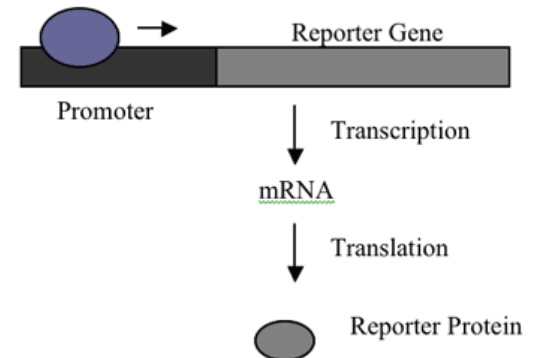 Reporter Gene
Promoter
Transcription
mRNA
Translation
Reporter Protein